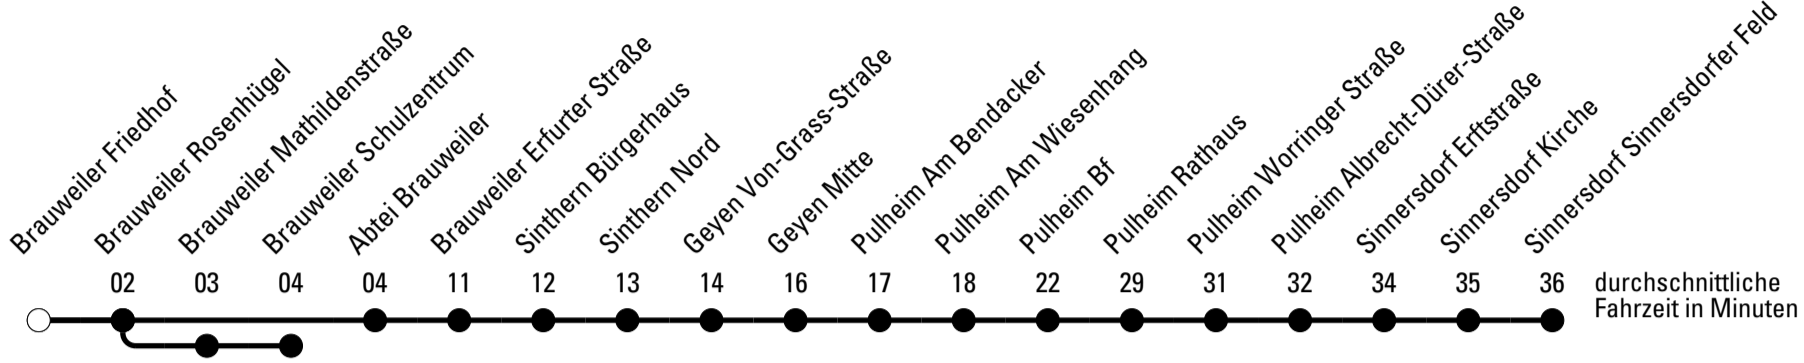 Brauweiler Friedhof
Brauweiler Rosenhügel
Brauweiler Mathildenstraße
Brauweiler Schulzentrum
Abtei Brauweiler
Brauweiler Erfurter Straße
Sinthern Bürgerhaus
Sinthern Nord
Geyen Von-Grass-Straße
Geyen Mitte
Pulheim Am Bendacker
Pulheim Am Wiesenhang
Pulheim Bf
Pulheim Rathaus
Pulheim Worringer Straße
Pulheim Albrecht-Dürer-Straße
Sinnersdorf Erftstraße
Sinnersdorf Kirche
Sinnersdorf Sinnersdorfer Feld
02 03 04 04 11 12 13 14 16 17 18 22 29 31 32 34 35 36 durchschnittliche
Fahrzeit in Minuten